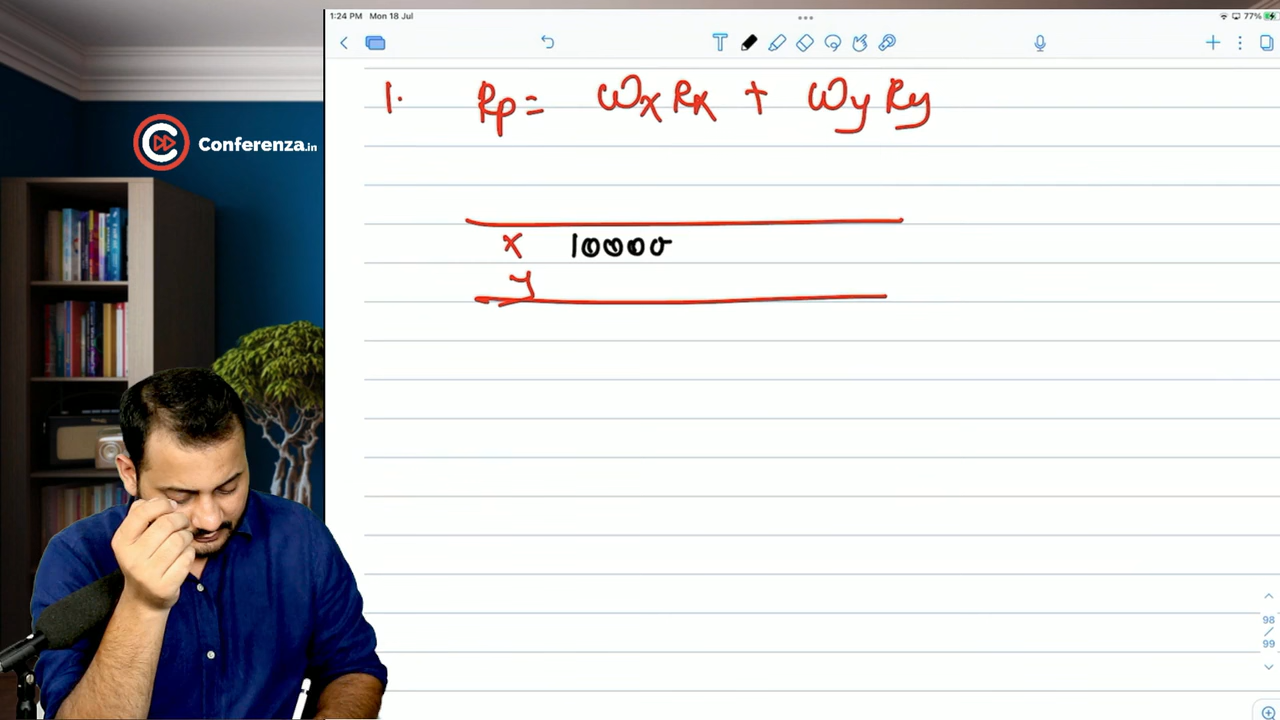 1:24 PM Mon 18 Jul
77%
1. Rp = ωx Rx + ωy Ry
Conferenza.in
x 10000
y
98
/
99